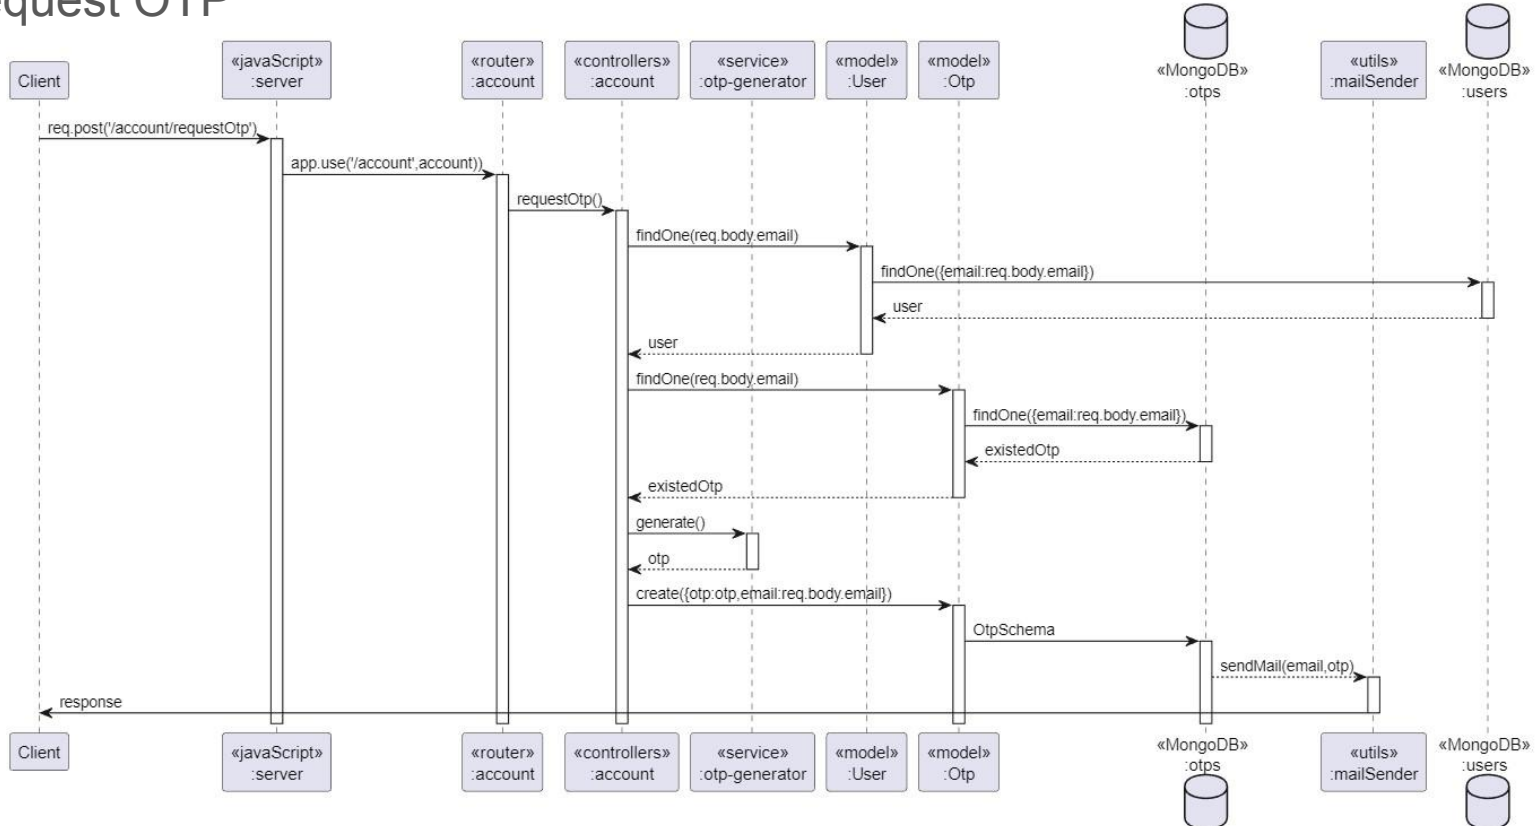 equest OTP
Client
«javaScript»
:server
«router»
:account
«controllers»
:account
«service»
:otp-generator
«model»
:User
«model»
:Otp
«MongoDB»
:otps
«utils»
:mailSender
«MongoDB»
:users
req.post('/account/requestOtp')
app.use('/account',account))
requestOtp()
findOne(req.body.email)
findOne({email:req.body.email})
user
user
findOne(req.body.email)
findOne({email:req.body.email})
existedOtp
existedOtp
generate()
otp
create({otp:otp,email:req.body.email})
OtpSchema
sendMail(email,otp)
response
Client
«javaScript»
:server
«router»
:account
«controllers»
:account
«service»
:otp-generator
«model»
:User
«model»
:Otp
«MongoDB»
:otps
«utils»
:mailSender
«MongoDB»
:users